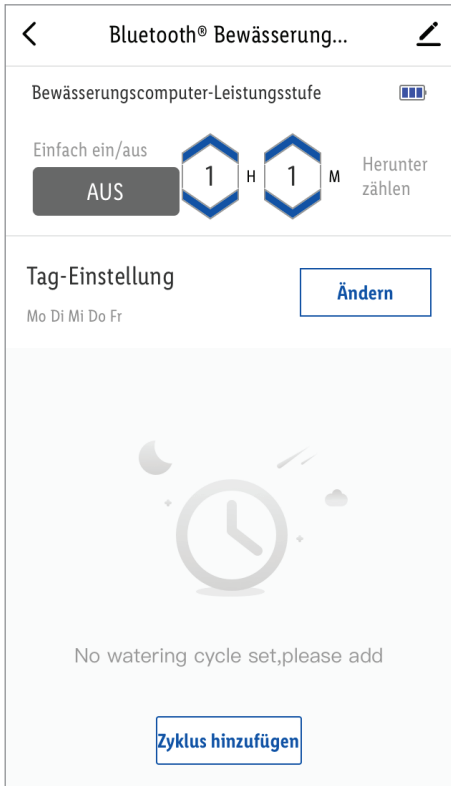 Bluetooth® Bewässerung...
Bewässerungscomputer-Leistungsstufe
Einfach ein/aus
AUS
1 H 1 M
Herunter
zählen
Tag-Einstellung
Ändern
Mo Di Mi Do Fr
No watering cycle set,please add
Zyklus hinzufügen